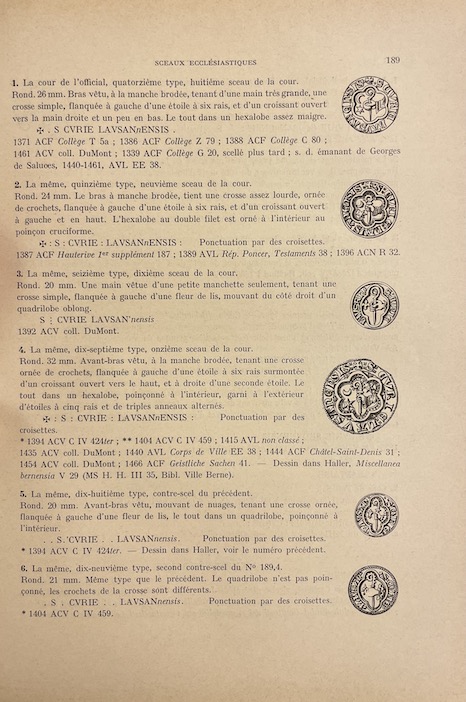 SCEAUX ECCLÉSIASTIQUES 189
1. La cour de l'official, quatorzième type, huitième sceau de la cour.
Rond. 26 mm. Bras vêtu, à la manche brodée, tenant d'une main très grande, une
crosse simple, flanquée à gauche d'une étoile à six rais, et d'un croissant ouvert
vers la main droite et un peu en bas. Le tout dans un hexalobe assez maigre.
✠ . S CVRIE LAVSANnENSIS .
1371 ACF Collège T 5a ; 1386 ACF Collège Z 79 ; 1388 ACF Collège C 80 ;
1461 ACV coll. DuMont ; 1339 ACF Collège G 20, scellé plus tard ; s. d. émanant de Georges
de Saluces, 1440-1461, AVL EE 38.
2. La même, quinzième type, neuvième sceau de la cour.
Rond. 24 mm. Le bras à manche brodée, tient une crosse assez lourde, ornée
de crochets, flanquée à gauche d'une étoile à six rais, et d'un croissant ouvert
à gauche et en haut. L'hexalobe au double filet est orné à l'intérieur au
poinçon cruciforme.
✠ : S : CVRIE : LAVSANnENSIS : Ponctuation par des croisettes.
1387 ACF Hauterive Ier supplément 187 ; 1389 AVL Rép. Poncer, Testaments 38 ; 1396 ACN R 32.
3. La même, seizième type, dixième sceau de la cour.
Rond. 20 mm. Une main vêtue d'une petite manchette seulement, tenant une
crosse simple, flanquée à gauche d'une fleur de lis, mouvant du côté droit d'un
quadrilobe oblong.
S ⋮ CVRIE LAVSAN'nensis
1392 ACV coll. DuMont.
4. La même, dix-septième type, onzième sceau de la cour.
Rond. 32 mm. Avant-bras vêtu, à la manche brodée, tenant une crosse
ornée de crochets, flanquée à gauche d'une étoile à six rais surmontée
d'un croissant ouvert vers le haut, et à droite d'une seconde étoile. Le
tout dans un hexalobe, poinçonné à l'intérieur, garni à l'extérieur
d'étoiles à cinq rais et de triples anneaux alternés.
✠ : S : CVRIE : LAVSANnENSIS : Ponctuation par des
croisettes.
* 1394 ACV C IV 424ter ; ** 1404 ACV C IV 459 ; 1415 AVL non classé ;
1435 ACV coll. DuMont ; 1440 AVL Corps de Ville EE 38 ; 1444 ACF Châtel-Saint-Denis 31 ;
1454 ACV coll. DuMont ; 1466 ACF Geistliche Sachen 41. — Dessin dans Haller, Miscellanea
bernensia V 29 (MS H. H. III 35, Bibl. Ville Berne).
5. La même, dix-huitième type, contre-scel du précédent.
Rond. 20 mm. Avant-bras vêtu, mouvant de nuages, tenant une crosse ornée,
flanquée à gauche d'une fleur de lis, le tout dans un quadrilobe, poinçonné à
l'intérieur.
. . S.'CVRIE . . LAVSANnensis. Ponctuation par des croisettes.
* 1394 ACV C IV 424ter. — Dessin dans Haller, voir le numéro précédent.
6. La même, dix-neuvième type, second contre-scel du No 189,4.
Rond. 21 mm. Même type que le précédent. Le quadrilobe n'est pas poin-
çonné, les crochets de la crosse sont différents.
. S : CVRIE . . LAVSANnensis. Ponctuation par des croisettes.
* 1404 ACV C IV 459.